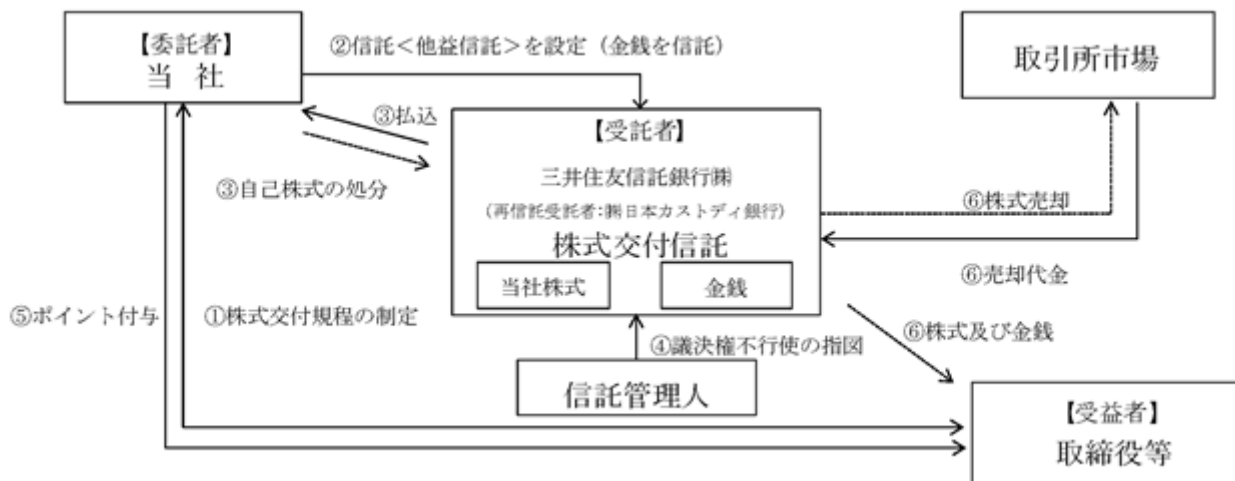 【委託者】
当 社
②信託＜他益信託＞を設定（金銭を信託）
取引所市場
③払込
③自己株式の処分
【受託者】
三井住友信託銀行㈱
（再信託受託者：㈱日本カストディ銀行）
株式交付信託
当社株式
金銭
⑥株式売却
⑥売却代金
⑤ポイント付与
①株式交付規程の制定
④議決権不行使の指図
⑥株式及び金銭
信託管理人
【受益者】
取締役等